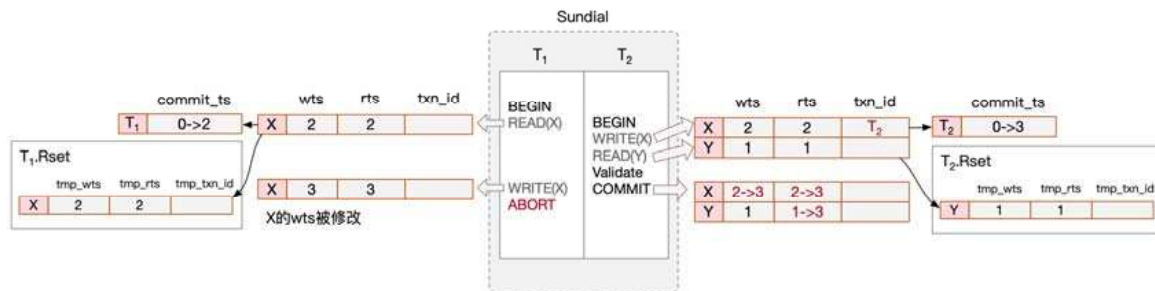 Sundial
T1 T2
commit_ts wts rts txn_id
T1 0->2 X 2 2
BEGIN
READ(X)
T1.Rset
tmp_wts tmp_rts tmp_txn_id
X 2 2
X 3 3
X的wts被修改
WRITE(X)
ABORT
BEGIN
WRITE(X)
READ(Y)
Validate
COMMIT
wts rts txn_id commit_ts
X 2 2 T2 T2 0->3
Y 1 1
X 2->3 2->3
Y 1 1->3
T2.Rset
tmp_wts tmp_rts tmp_txn_id
Y 1 1